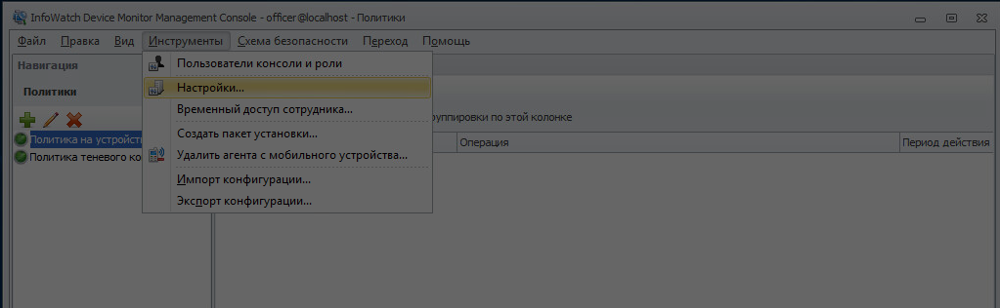 InfoWatch Device Monitor Management Console - officer@localhost - Политики
Файл Правка Вид Инструменты Схема безопасности Переход Помощь
Навигация
Пользователи консоли и роли
Политики
Настройки...
Временный доступ сотрудника...
уппировки по этой колонке
Создать пакет установки...
Политика на устройст
Операция
Период действия
Политика теневого ко
Удалить агента с мобильного устройства...
Импорт конфигурации...
Экспорт конфигурации...